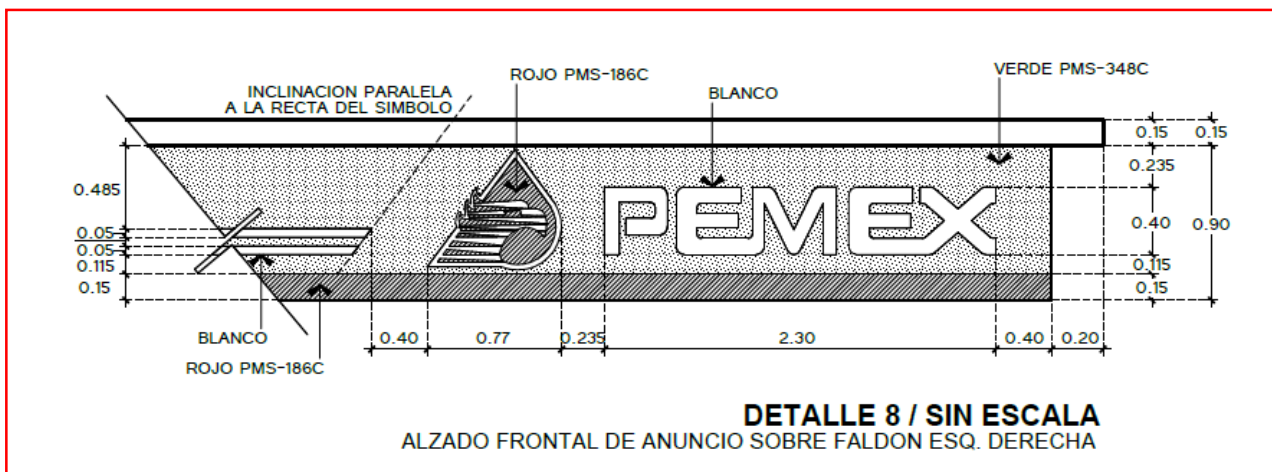 ROJO PMS-186C
VERDE PMS-348C
INCLINACION PARALELA
A LA RECTA DEL SIMBOLO
BLANCO
0.15 0.15
0.235
0.485
PEMEX
0.40
0.90
0.05
0.05
0.115
0.115
0.15
0.15
BLANCO
0.40 0.77 0.235 2.30 0.40 0.20
ROJO PMS-186C
DETALLE 8 / SIN ESCALA
ALZADO FRONTAL DE ANUNCIO SOBRE FALDON ESQ. DERECHA